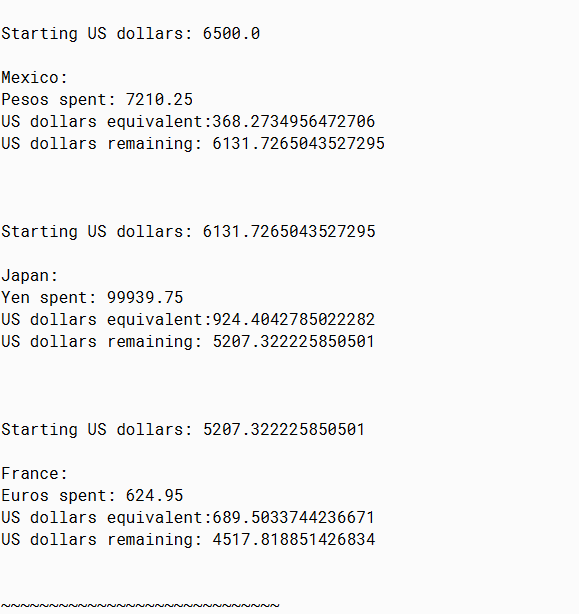 Starting US dollars: 6500.0
Mexico:
Pesos spent: 7210.25
US dollars equivalent:368.2734956472706
US dollars remaining: 6131.7265043527295
Starting US dollars: 6131.7265043527295
Japan:
Yen spent: 99939.75
US dollars equivalent:924.4042785022282
US dollars remaining: 5207.322225850501
Starting US dollars: 5207.322225850501
France:
Euros spent: 624.95
US dollars equivalent:689.5033744236671
US dollars remaining: 4517.818851426834
~~~~~~~~~~~~~~~~~~~~~~~~~~~~~